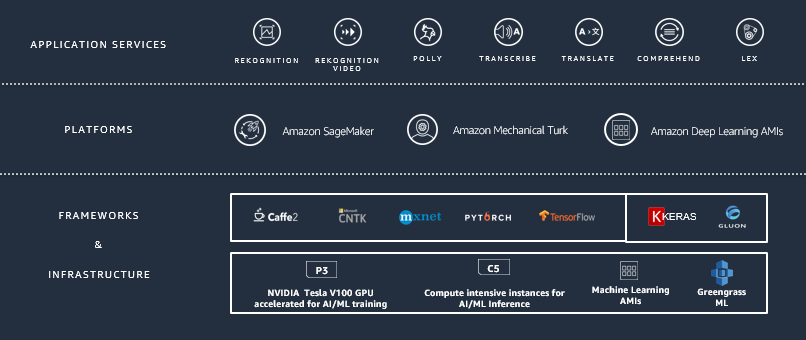 APPLICATION SERVICES
REKOGNITION
REKOGNITION
VIDEO
POLLY
TRANSCRIBE
TRANSLATE
COMPREHEND
LEX
A
A›文
PLATFORMS
Amazon SageMaker
Amazon Mechanical Turk
Amazon Deep Learning AMIs
FRAMEWORKS
&
INFRASTRUCTURE
Caffe2
Microsoft
CNTK
mxnet
PYTORCH
TensorFlow
K KERAS
GLUON
P3
NVIDIA Tesla V100 GPU
accelerated for AI/ML training
C5
Compute intensive instances for
AI/ML Inference
Machine Learning
AMIs
Greengrass
ML